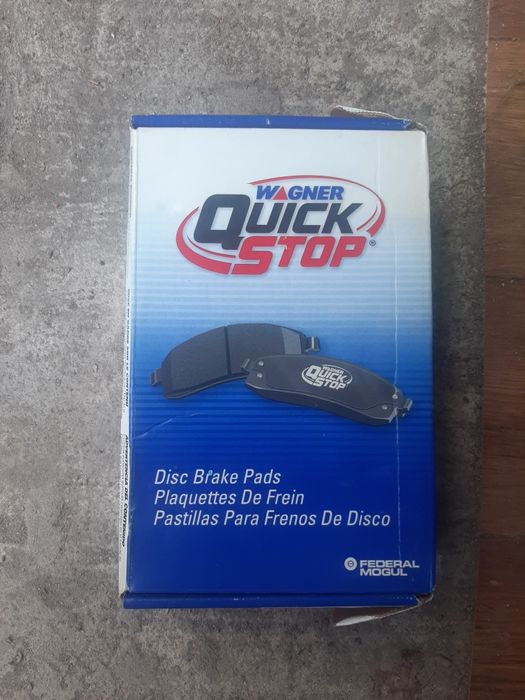 WAGNER
QUICK
STOP®
WAGNER
QUICK
STOP
Disc Brake Pads
Plaquettes De Frein
Pastillas Para Frenos De Disco
FEDERAL
MOGUL